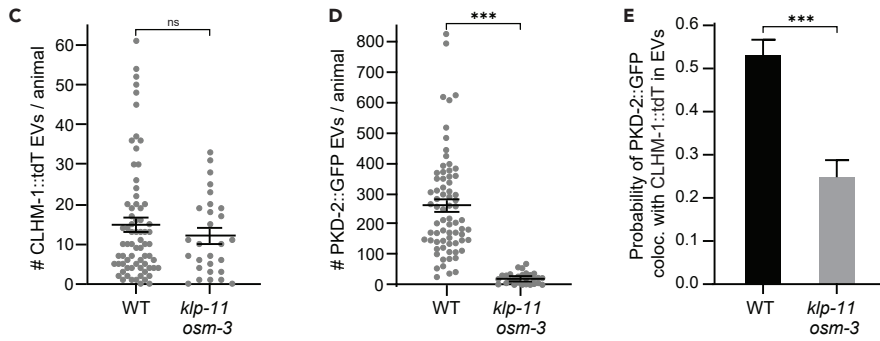 C
# CLHM-1::tdT EVs / animal
60
50
40
30
20
10
0
ns
WT
klp-11
osm-3
D
# PKD-2::GFP EVs / animal
800
700
600
500
400
300
200
100
0
***
WT
klp-11
osm-3
E
Probability of PKD-2::GFP
coloc. with CLHM-1::tdT in EVs
0.6
0.5
0.4
0.3
0.2
0.1
0.0
***
WT
klp-11
osm-3